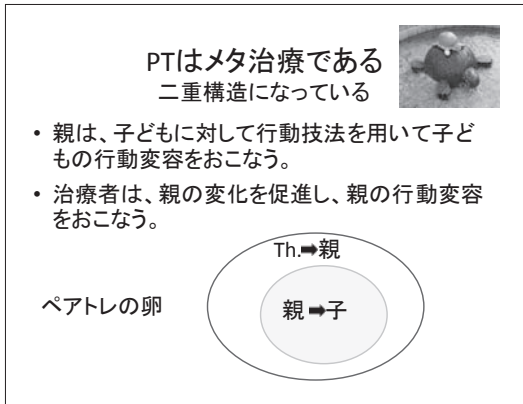 PTはメタ治療である
二重構造になっている
• 親は、子どもに対して行動技法を用いて子ど
もの行動変容をおこなう。
• 治療者は、親の変化を促進し、親の行動変容
をおこなう。
Th.➡親
ペアトレの卵
親➡子